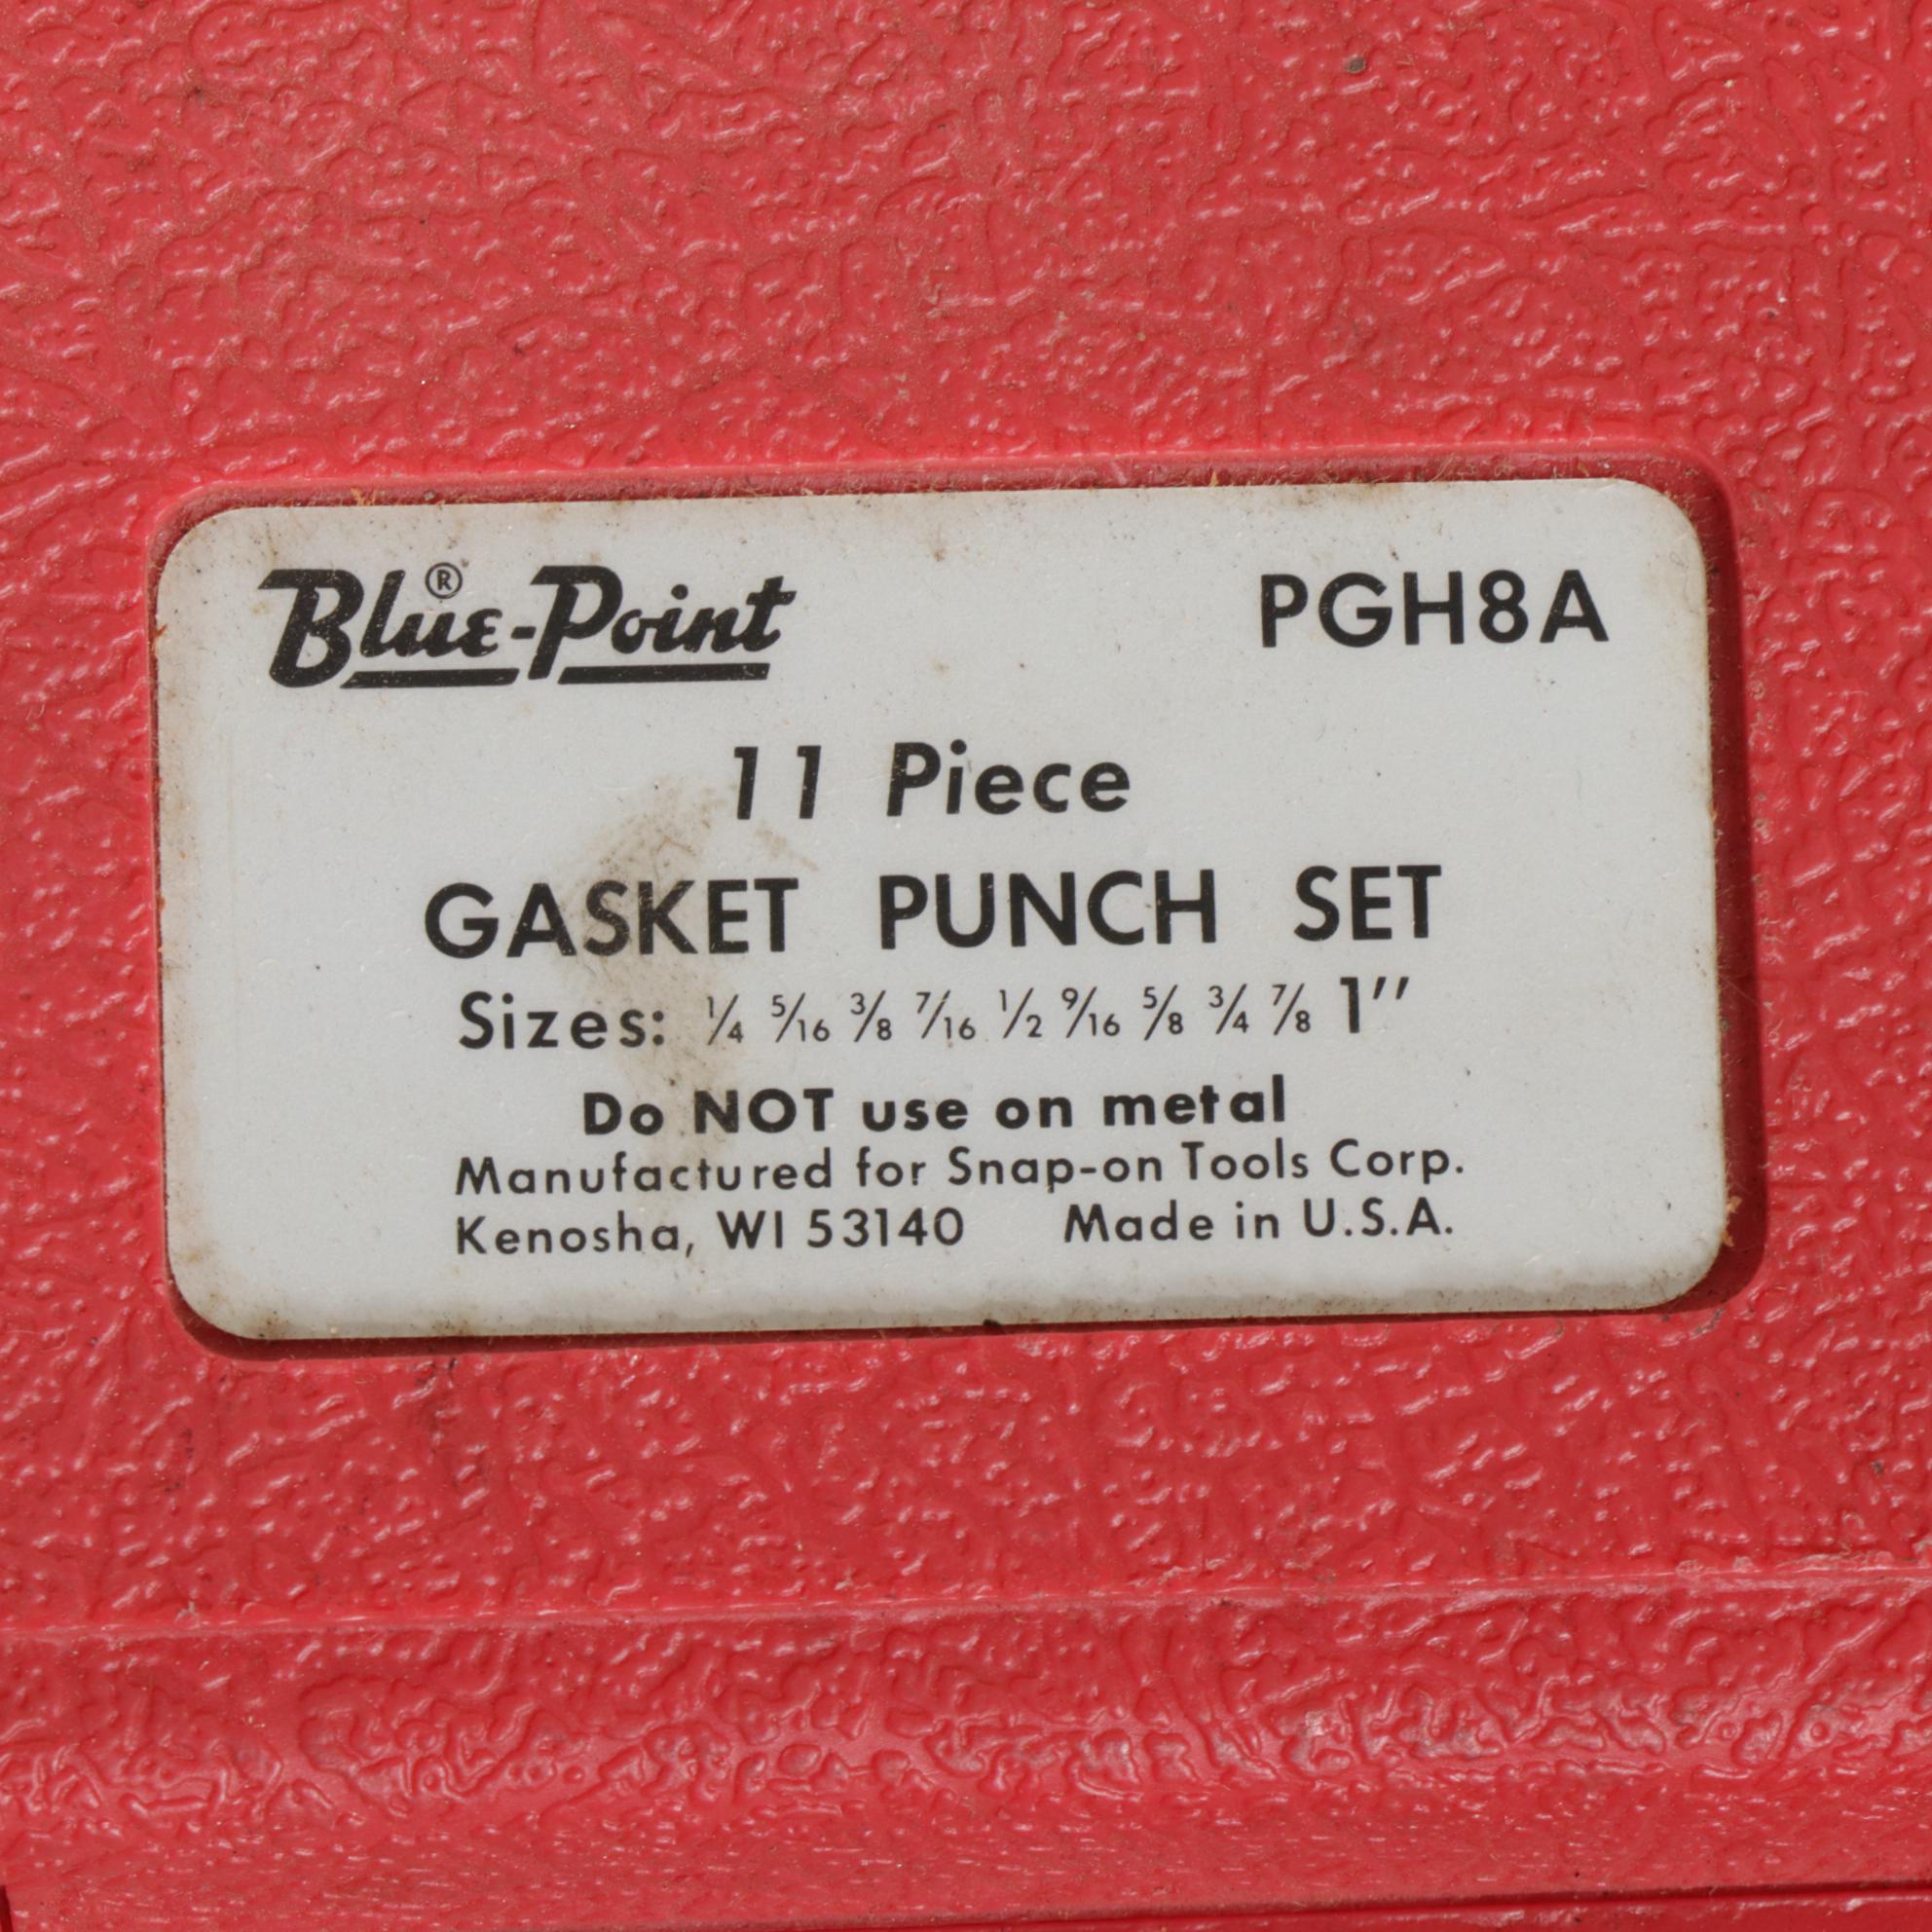 Blue-Point® PGH8A
11 Piece
GASKET PUNCH SET
Sizes: 1/4 5/16 3/8 7/16 1/2 9/16 5/8 3/4 7/8 1"
Do NOT use on metal
Manufactured for Snap-on Tools Corp.
Kenosha, WI 53140 Made in U.S.A.